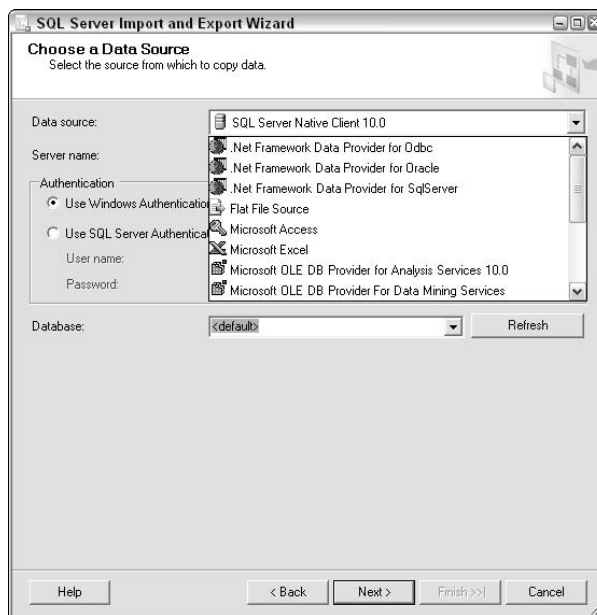 SQL Server Import and Export Wizard
Choose a Data Source
Select the source from which to copy data.
Data source:
SQL Server Native Client 10.0
.Net Framework Data Provider for Odbc
Server name:
.Net Framework Data Provider for Oracle
.Net Framework Data Provider for SqlServer
Authentication
Use Windows Authentication
Flat File Source
Use SQL Server Authentica
Microsoft Access
Microsoft Excel
User name:
Microsoft OLE DB Provider for Analysis Services 10.0
Password:
Microsoft OLE DB Provider For Data Mining Services
Database:
<default>
Refresh
Help
< Back
Next >
Finish >>|
Cancel